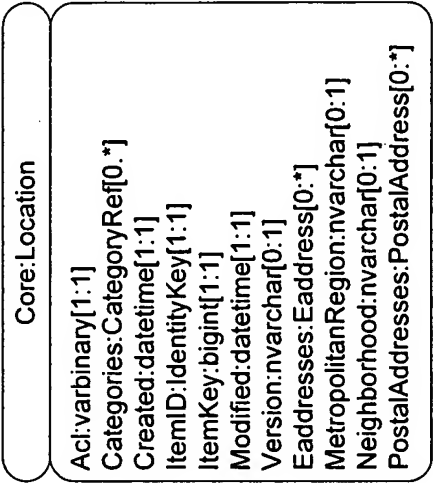 Core:Location
Acl:varbinary[1:1]
Categories:CategoryRef[0.*]
Created:datetime[1:1]
ItemID:IdentityKey[1:1]
ItemKey:bigint[1:1]
Modified:datetime[1:1]
Version:nvarchar[0:1]
Eaddresses:Eaddress[0:*]
MetropolitanRegion:nvarchar[0:1]
Neighborhood:nvarchar[0:1]
PostalAddresses:PostalAddress[0:*]